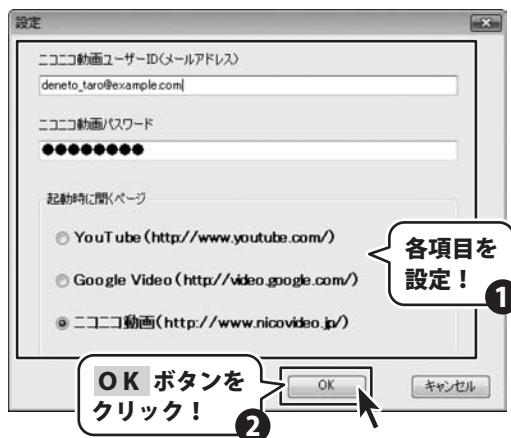 設定
ニコニコ動画ユーザーID(メールアドレス)
deneto_taro@example.com
ニコニコ動画パスワード
●●●●●●●●
起動時に開くページ
YouTube(http://www.youtube.com/)
Google Video(http://video.google.com/)
ニコニコ動画(http://www.nicovideo.jp/)
各項目を
設定!
1
OK ボタンを
クリック!
2
OK
キャンセル